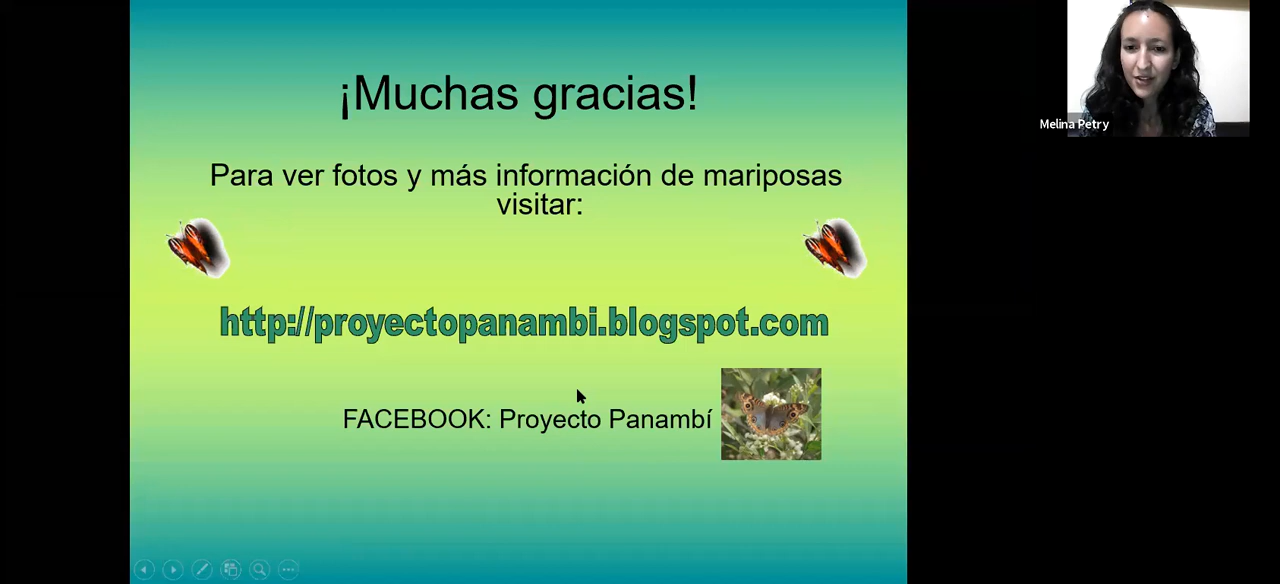 ¡Muchas gracias!
Para ver fotos y más información de mariposas
visitar:
http://proyectopanambi.blogspot.com
FACEBOOK: Proyecto Panambí
Melina Petry